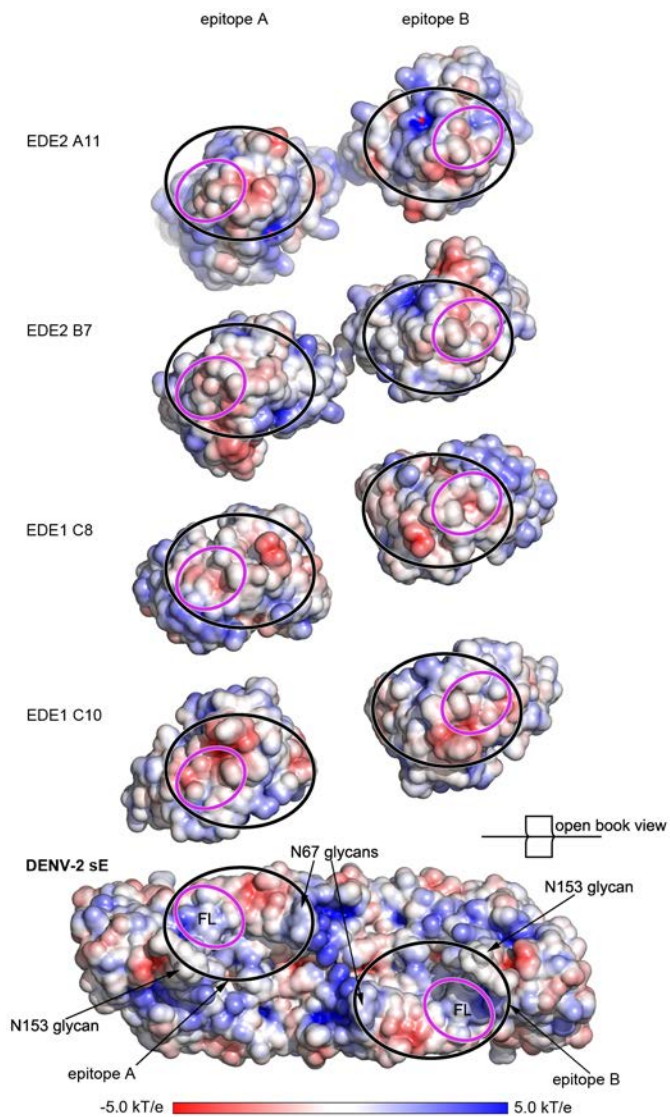 epitope A
epitope B
EDE2 A11
EDE2 B7
EDE1 C8
EDE1 C10
open book view
DENV-2 sE
N67 glycans
N153 glycan
FL
FL
N153 glycan
epitope A
epitope B
-5.0 kT/e
5.0 kT/e